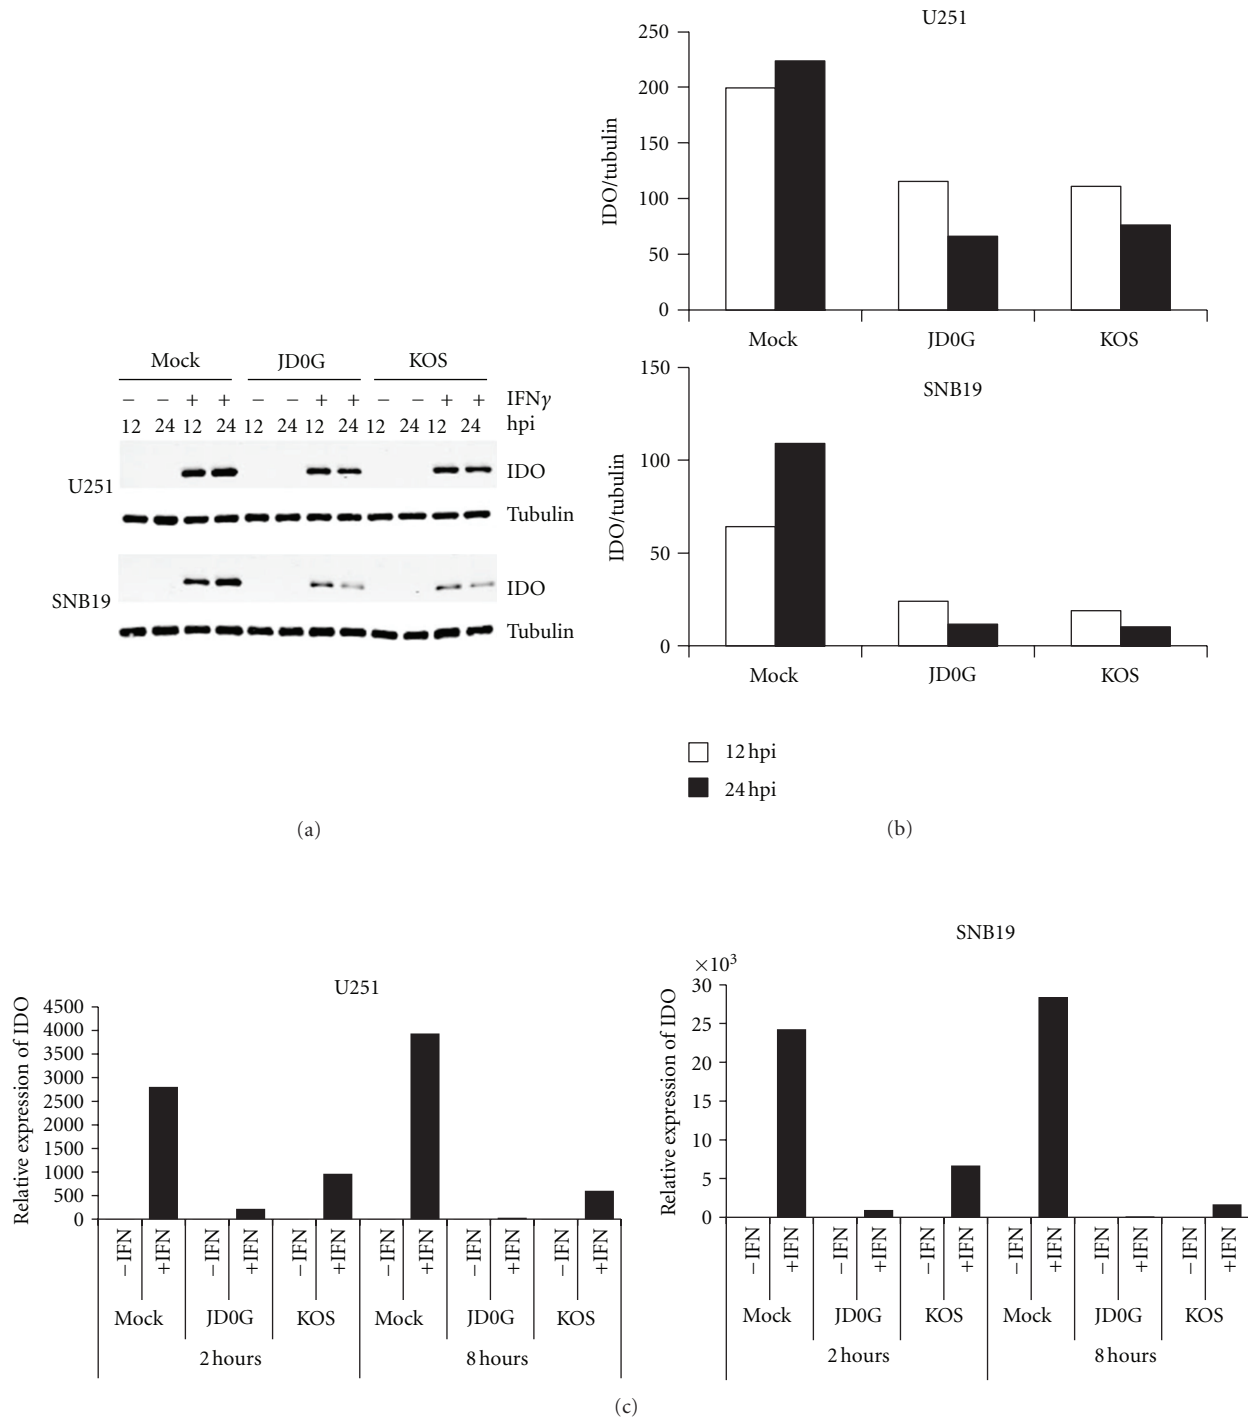 U251
250
200
150
100
50
0
IDO/tubulin
Mock JD0G KOS
Mock JD0G KOS
− − + + − − + + − − + + IFNγ
12 24 12 24 12 24 12 24 12 24 12 24 hpi
U251
IDO
Tubulin
SNB19
IDO
Tubulin
(a)
SNB19
150
100
50
0
IDO/tubulin
Mock JD0G KOS
12 hpi
24 hpi
(b)
U251
Relative expression of IDO
4500
4000
3500
3000
2500
2000
1500
1000
500
0
−IFN +IFN −IFN +IFN −IFN +IFN −IFN +IFN −IFN +IFN −IFN +IFN
Mock JD0G KOS Mock JD0G KOS
2 hours 8 hours
SNB19
×10³
Relative expression of IDO
30
25
20
15
10
5
0
−IFN +IFN −IFN +IFN −IFN +IFN −IFN +IFN −IFN +IFN −IFN +IFN
Mock JD0G KOS Mock JD0G KOS
2 hours 8 hours
(c)